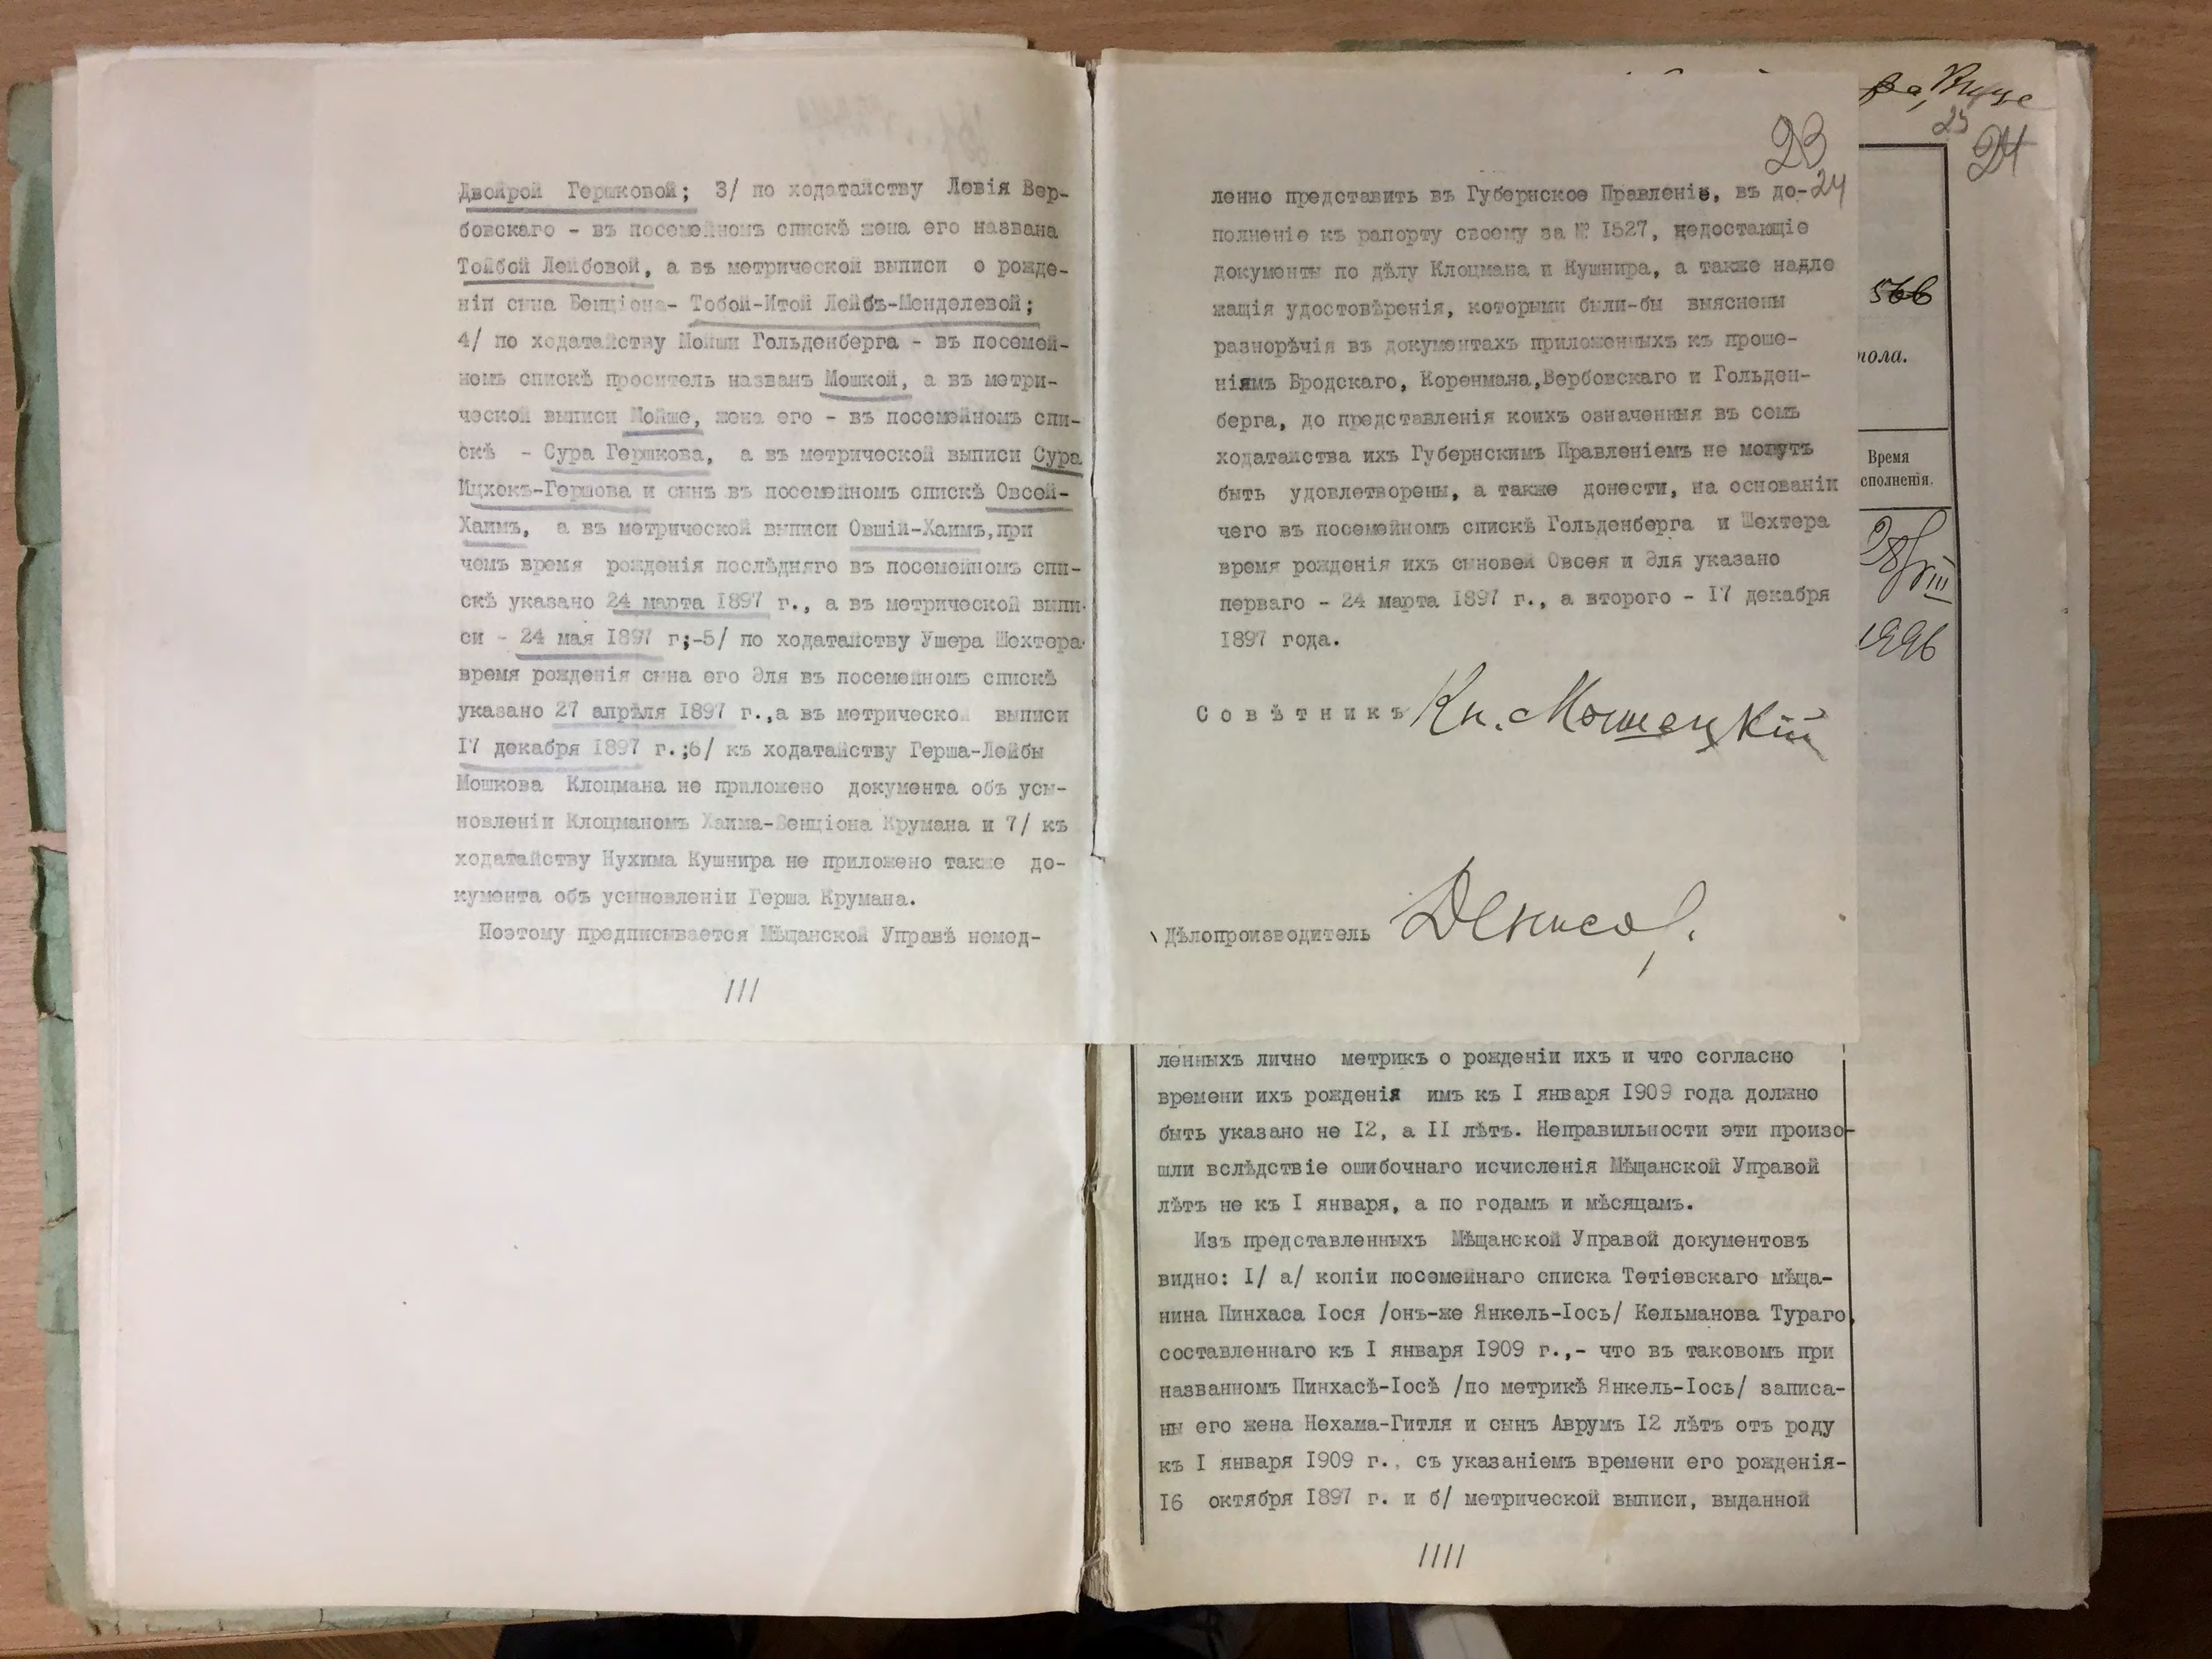 Двойрой Гершковой; 3/ по ходатайству Левія Вер-
бовскаго - въ посемейномъ спискѣ жена его названа
Тойбой Лейбовой, а въ метрической выписи о рожде-
ніи сына Бенціона- Тобой-Итой Лейбъ-Менделевой;
4/ по ходатайству Мойши Гольденберга - въ посемей-
номъ спискѣ проситель названъ Мошкой, а въ метри-
ческой выписи Мойше, жена его - въ посемейномъ спи-
скѣ - Сура Гершкова, а въ метрической выписи Сура
Ицхокъ-Гершова и сынъ въ посемейномъ спискѣ Овсей-
Хаимъ, а въ метрической выписи Овшій-Хаимъ,при
чемъ время рожденія послѣдняго въ посемейномъ спи-
скѣ указано 24 марта 1897 г., а въ метрической выпи-
си - 24 мая 1897 г;-5/ по ходатайству Ушера Шехтера-
время рожденія сына его Эля въ посемейномъ спискѣ
указано 27 апрѣля 1897 г.,а въ метрической выписи
17 декабря 1897 г.;6/ къ ходатайству Герша-Лейбы
Мошкова Клоцмана не приложено документа объ усы-
новленіи Клоцманомъ Хаима-Бенціона Крумана и 7/ къ
ходатайству Нухима Кушнира не приложено также до-
кумента объ усыновленіи Герша Крумана.
Поэтому предписывается Мѣщанской Управѣ немед-
///
23
24
ленно представить въ Губернское Правленіе, въ до-
полненіе къ рапорту своему за № 1527, недостающіе
документы по дѣлу Клоцмана и Кушнира, а также надле
жащія удостовѣренія, которыми были-бы выяснены
разнорѣчія въ документахъ приложенныхъ къ проше-
ніямъ Бродскаго, Коренмана,Вербовскаго и Гольден-
берга, до представленія коихъ означенныя въ семъ
ходатайства ихъ Губернскимъ Правленіемъ не могутъ
быть удовлетворены, а также донести, на основаніи
чего въ посемейномъ спискѣ Гольденберга и Шехтера
время рожденія ихъ сыновей Овсея и Эля указано
перваго - 24 марта 1897 г., а второго - 17 декабря
1897 года.
Совѣтникъ Кн. Мошецкій
Дѣлопроизводитель Денисов
ленныхъ лично метрикъ о рожденіи ихъ и что согласно
времени ихъ рожденія имъ къ I января 1909 года должно
быть указано не 12, а II лѣтъ. Неправильности эти произо-
шли вслѣдствіе ошибочнаго исчисленія Мѣщанской Управой
лѣтъ не къ I января, а по годамъ и мѣсяцамъ.
Изъ представленныхъ Мѣщанской Управой документовъ
видно: I/ а/ копіи посемейнаго списка Тетіевскаго мѣща-
нина Пинхаса Іося /онъ-же Янкель-Іось/ Кельманова Тураго,
составленнаго къ I января 1909 г.,- что въ таковомъ при
названномъ Пинхасѣ-Іосѣ /по метрикѣ Янкель-Іось/ записа-
ны его жена Нехама-Гитля и сынъ Аврумъ 12 лѣтъ отъ роду
къ I января 1909 г., съ указаніемъ времени его рожденія-
16 октября 1897 г. и б/ метрической выписи, выданной
////
ра, Вице
25
24
566
тола.
Время
сполненія.
28/VIII
1996